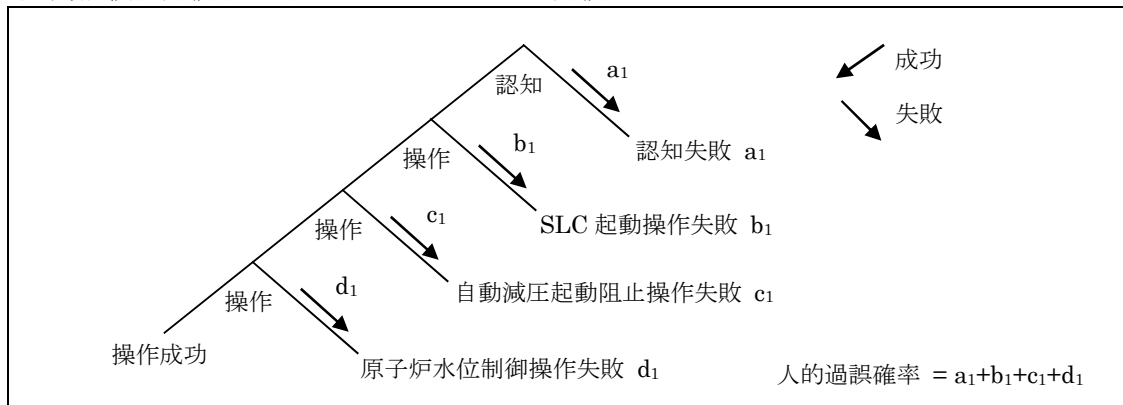 認知
a1
成功
失敗
認知失敗 a1
操作
b1
SLC 起動操作失敗 b1
操作
c1
自動減圧起動阻止操作失敗 c1
操作
d1
操作成功
原子炉水位制御操作失敗 d1
人的過誤確率 = a1+b1+c1+d1